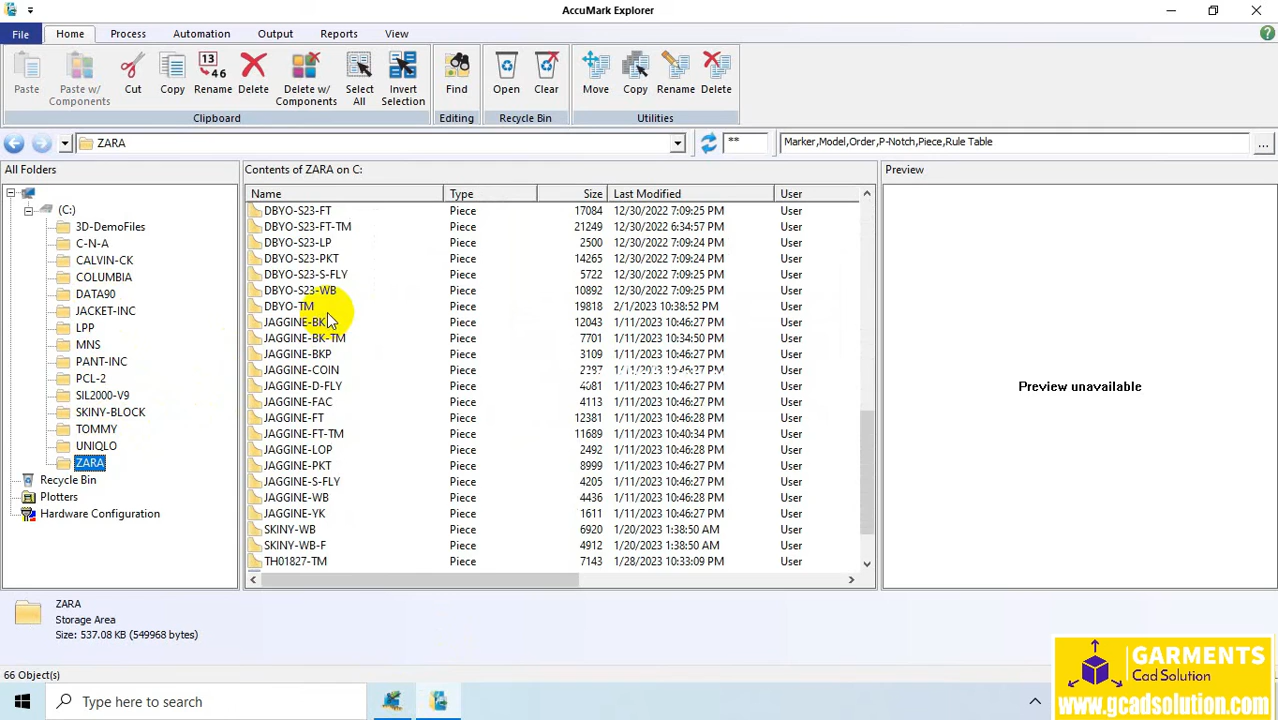 AccuMark Explorer
File Home Process Automation Output Reports View
Paste
Paste w/ Components
Cut
Copy
13 46
Rename
Delete
Delete w/ Components
Select All
Invert Selection
Find
Open
Clear
Move
Copy
Rename
Delete
Clipboard Editing Recycle Bin Utilities
ZARA ** Marker,Model,Order,P-Notch,Piece,Rule Table ...
All Folders
(C:)
3D-DemoFiles
C-N-A
CALVIN-CK
COLUMBIA
DATA90
JACKET-INC
LPP
MNS
PANT-INC
PCL-2
SIL2000-V9
SKINY-BLOCK
TOMMY
UNIQLO
ZARA
Recycle Bin
Plotters
Hardware Configuration
Contents of ZARA on C:
Name Type Size Last Modified User
DBYO-S23-FT Piece 17084 12/30/2022 7:09:25 PM User
DBYO-S23-FT-TM Piece 21249 12/30/2022 6:34:57 PM User
DBYO-S23-LP Piece 2500 12/30/2022 7:09:24 PM User
DBYO-S23-PKT Piece 14265 12/30/2022 7:09:25 PM User
DBYO-S23-S-FLY Piece 5722 12/30/2022 7:09:24 PM User
DBYO-S23-WB Piece 10892 12/30/2022 7:09:25 PM User
DBYO-TM Piece 19818 2/1/2023 10:38:52 PM User
JAGGINE-BK Piece 12043 1/11/2023 10:46:27 PM User
JAGGINE-BK-TM Piece 7701 1/11/2023 10:34:50 PM User
JAGGINE-BKP Piece 3109 1/11/2023 10:46:27 PM User
JAGGINE-COIN Piece 2297 1/11/2023 10:46:27 PM User
JAGGINE-D-FLY Piece 4081 1/11/2023 10:46:27 PM User
JAGGINE-FAC Piece 4113 1/11/2023 10:46:27 PM User
JAGGINE-FT Piece 12381 1/11/2023 10:46:28 PM User
JAGGINE-FT-TM Piece 11689 1/11/2023 10:40:34 PM User
JAGGINE-LOP Piece 2492 1/11/2023 10:46:27 PM User
JAGGINE-PKT Piece 8999 1/11/2023 10:46:27 PM User
JAGGINE-S-FLY Piece 4205 1/11/2023 10:46:27 PM User
JAGGINE-WB Piece 4436 1/11/2023 10:46:28 PM User
JAGGINE-YK Piece 1611 1/11/2023 10:46:27 PM User
SKINY-WB Piece 6920 1/20/2023 1:38:50 AM User
SKINY-WB-F Piece 4912 1/20/2023 1:38:50 AM User
TH01827-TM Piece 7143 1/28/2023 10:33:09 PM User
Preview
Preview unavailable
ZARA
Storage Area
Size: 537.08 KB (549968 bytes)
66 Object(s)
GARMENTS
Cad Solution
www.gcadsolution.com
Type here to search